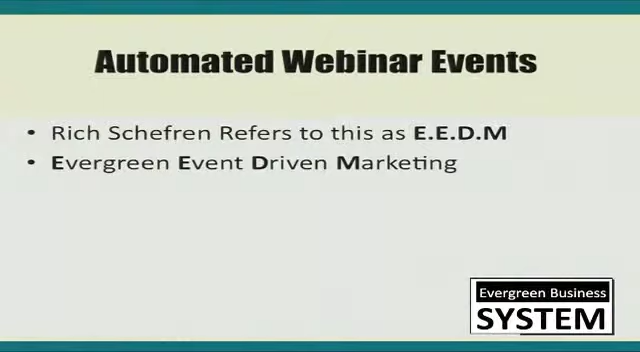 Automated Webinar Events
• Rich Schefren Refers to this as E.E.D.M
• Evergreen Event Driven Marketing
Evergreen Business
SYSTEM